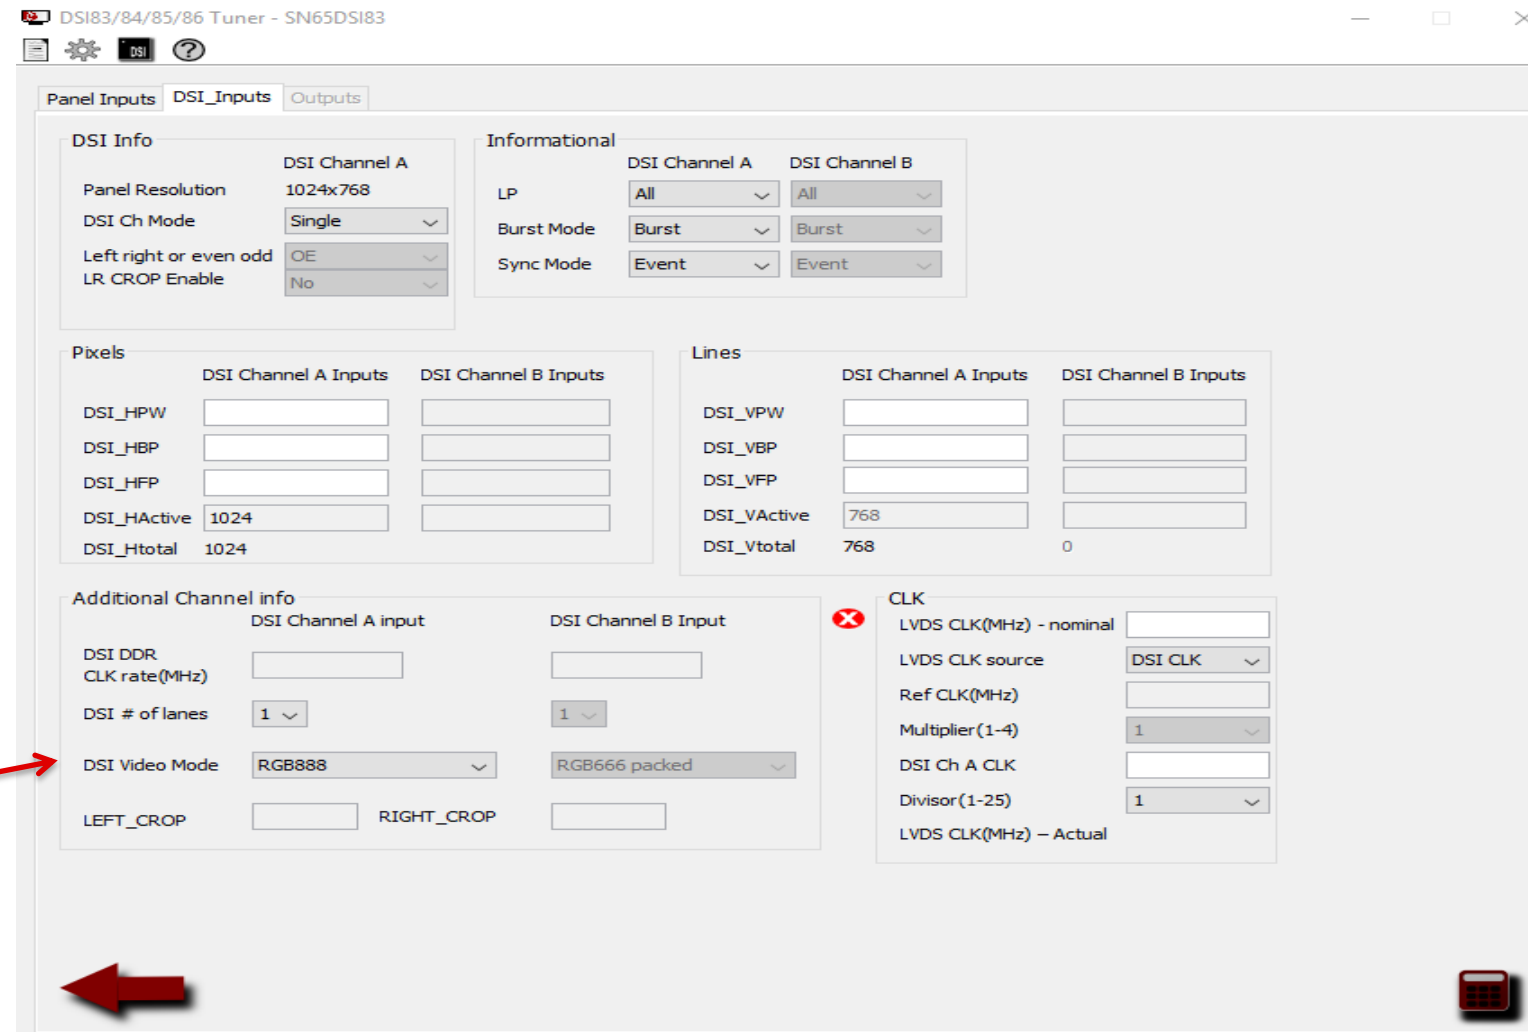 DSI83/84/85/86 Tuner - SN65DSI83
DSI
Panel Inputs DSI_Inputs Outputs
DSI Info
DSI Channel A
Panel Resolution 1024x768
DSI Ch Mode Single
Left right or even odd OE
LR CROP Enable No
Informational
DSI Channel A DSI Channel B
LP All All
Burst Mode Burst Burst
Sync Mode Event Event
Pixels
DSI Channel A Inputs DSI Channel B Inputs
DSI_HPW
DSI_HBP
DSI_HFP
DSI_HActive 1024
DSI_Htotal 1024
Lines
DSI Channel A Inputs DSI Channel B Inputs
DSI_VPW
DSI_VBP
DSI_VFP
DSI_VActive 768
DSI_Vtotal 768 0
Additional Channel info
DSI Channel A input DSI Channel B Input
DSI DDR
CLK rate(MHz)
DSI # of lanes 1 1
DSI Video Mode RGB888 RGB666 packed
LEFT_CROP RIGHT_CROP
CLK
LVDS CLK(MHz) - nominal
LVDS CLK source DSI CLK
Ref CLK(MHz)
Multiplier(1-4) 1
DSI Ch A CLK
Divisor(1-25) 1
LVDS CLK(MHz) – Actual